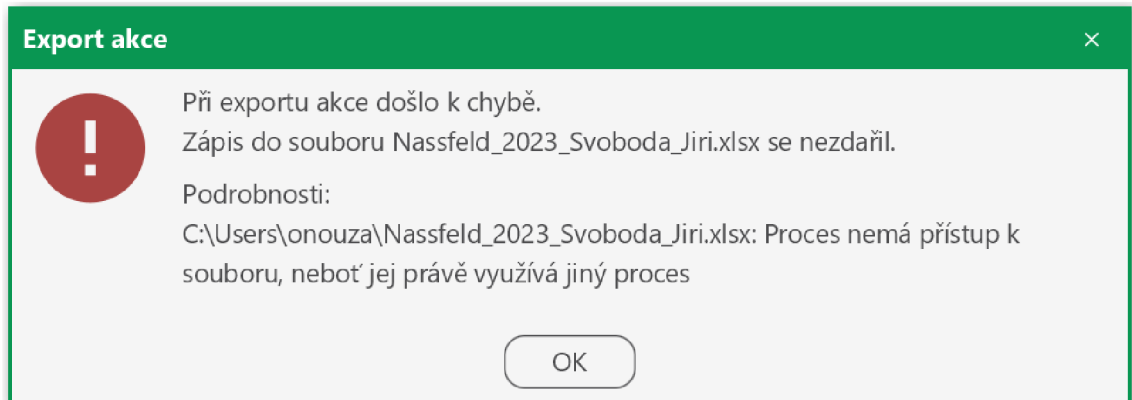 Export akce
Při exportu akce došlo k chybě.
Zápis do souboru Nassfeld_2023_Svoboda_Jiri.xlsx se nezdařil.
Podrobnosti:
C:\Users\onouza\Nassfeld_2023_Svoboda_Jiri.xlsx: Proces nemá přístup k
souboru, neboť jej právě využívá jiný proces
OK